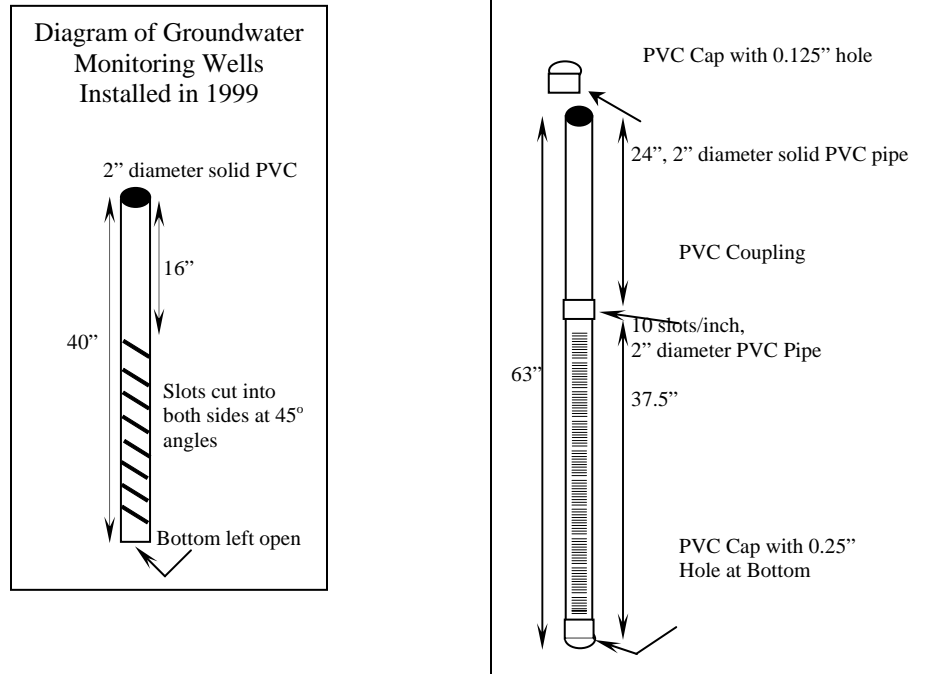 Diagram of Groundwater
Monitoring Wells
Installed in 1999
2” diameter solid PVC
16”
40”
Slots cut into
both sides at 45°
angles
Bottom left open
PVC Cap with 0.125” hole
24”, 2” diameter solid PVC pipe
PVC Coupling
10 slots/inch,
2” diameter PVC Pipe
63”
37.5”
PVC Cap with 0.25”
Hole at Bottom